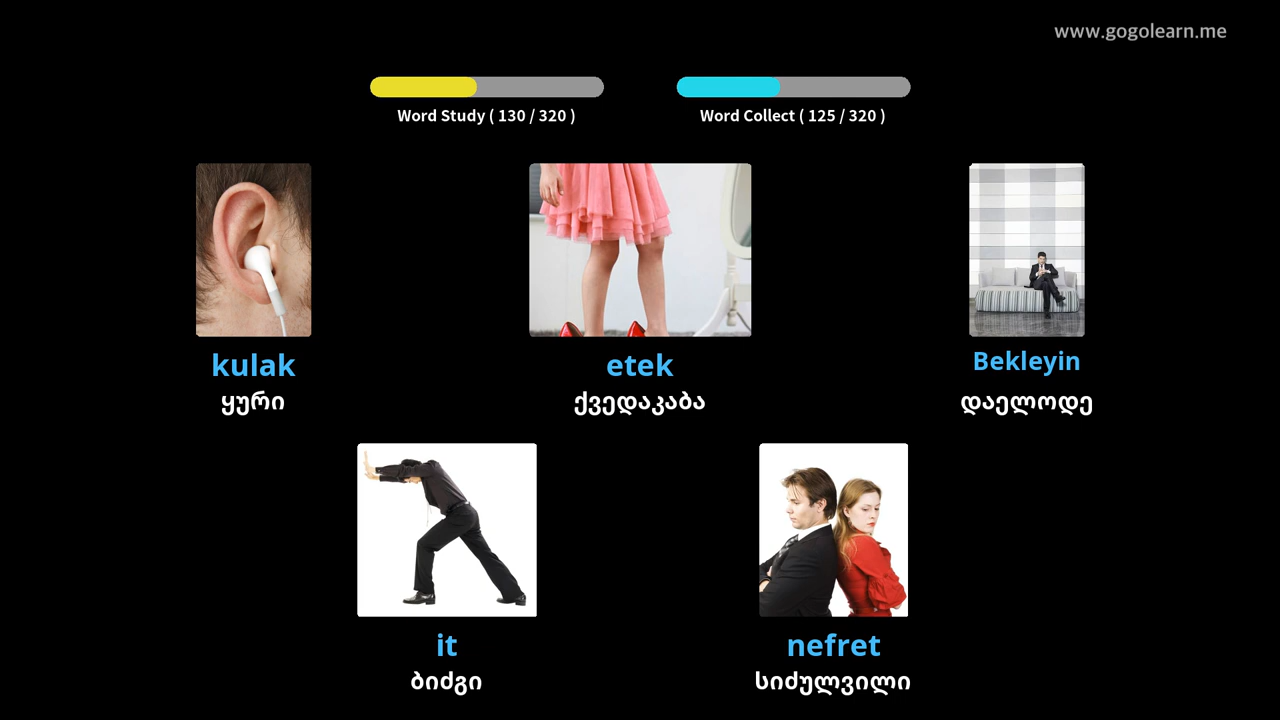 www.gogolearn.me
Word Study ( 130 / 320 )
Word Collect ( 125 / 320 )
kulak
ყური
etek
ქვედაკაბა
Bekleyin
დაელოდე
it
ბიძგი
nefret
სიძულვილი